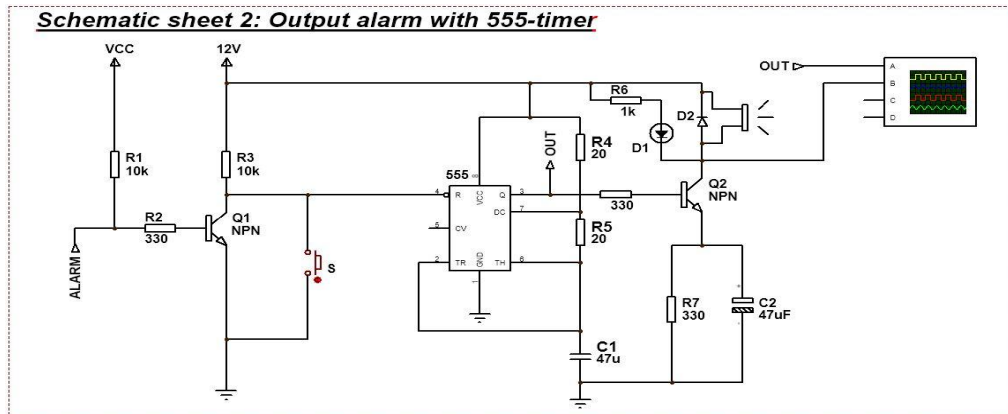 Schematic sheet 2: Output alarm with 555-timer
VCC
12V
OUT
A
B
C
D
R6
1k
D2
D1
R1
10k
R3
10k
OUT
R4
20
555
8
VCC
4
R
Q
3
DC
7
5
CV
GND
1
2
TR
TH
6
R2
330
Q1
NPN
330
Q2
NPN
R5
20
ALARM
S
R7
330
C2
47uF
C1
47u